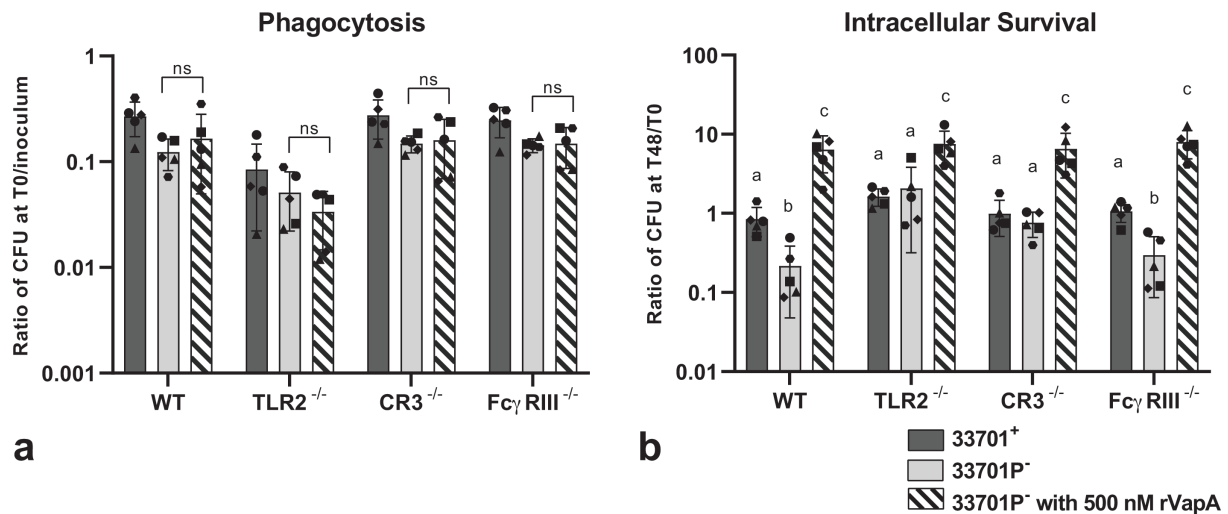 Phagocytosis
Ratio of CFU at T0/inoculum
1
0.1
0.01
0.001
ns
ns
ns
ns
WT
TLR2 -/-
CR3 -/-
Fcγ RIII -/-
a
Intracellular Survival
Ratio of CFU at T48/T0
100
10
1
0.1
0.01
a b c
a a c
a a c
a b c
WT
TLR2 -/-
CR3 -/-
Fcγ RIII -/-
b
33701+
33701P-
33701P- with 500 nM rVapA